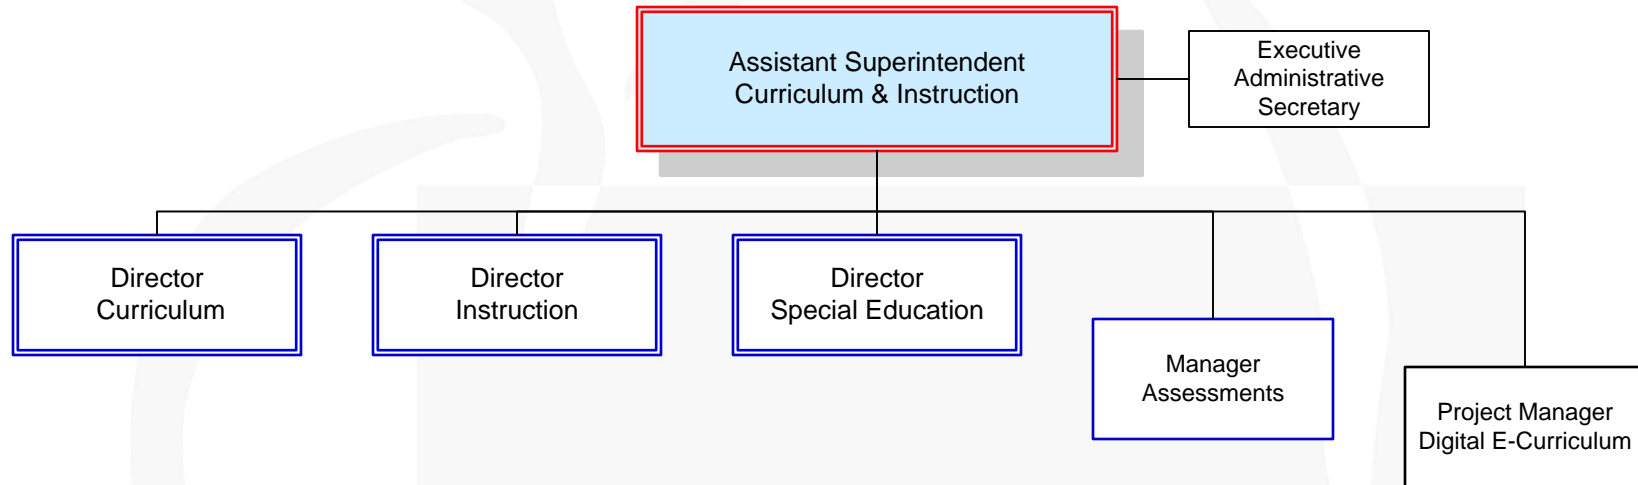 Assistant Superintendent
Curriculum & Instruction
Executive
Administrative
Secretary
Director
Curriculum
Director
Instruction
Director
Special Education
Manager
Assessments
Project Manager
Digital E-Curriculum